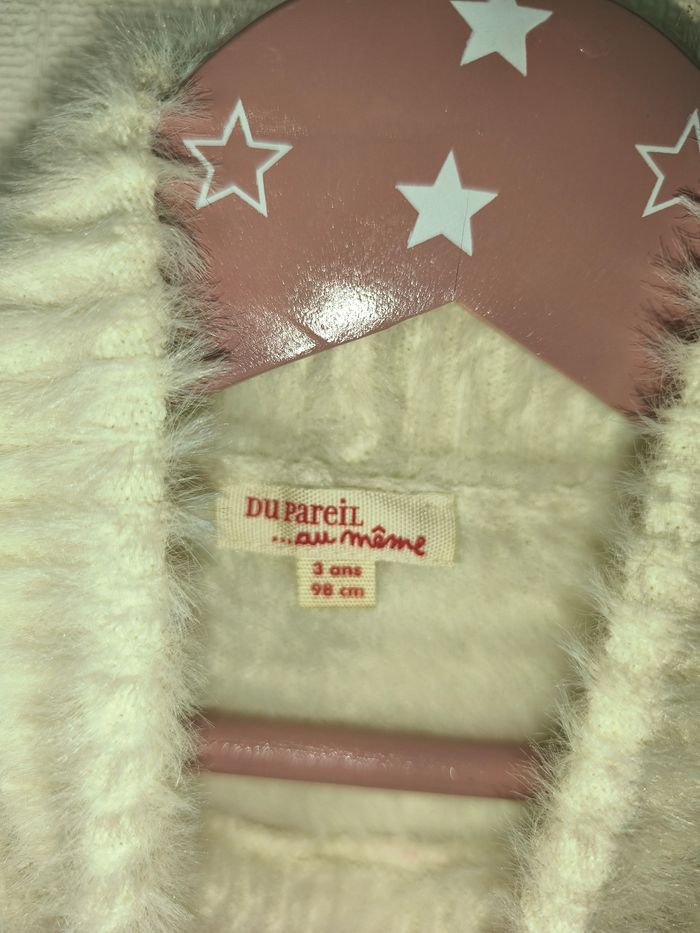 DU PAREIL
...au même
3 ans
98 cm